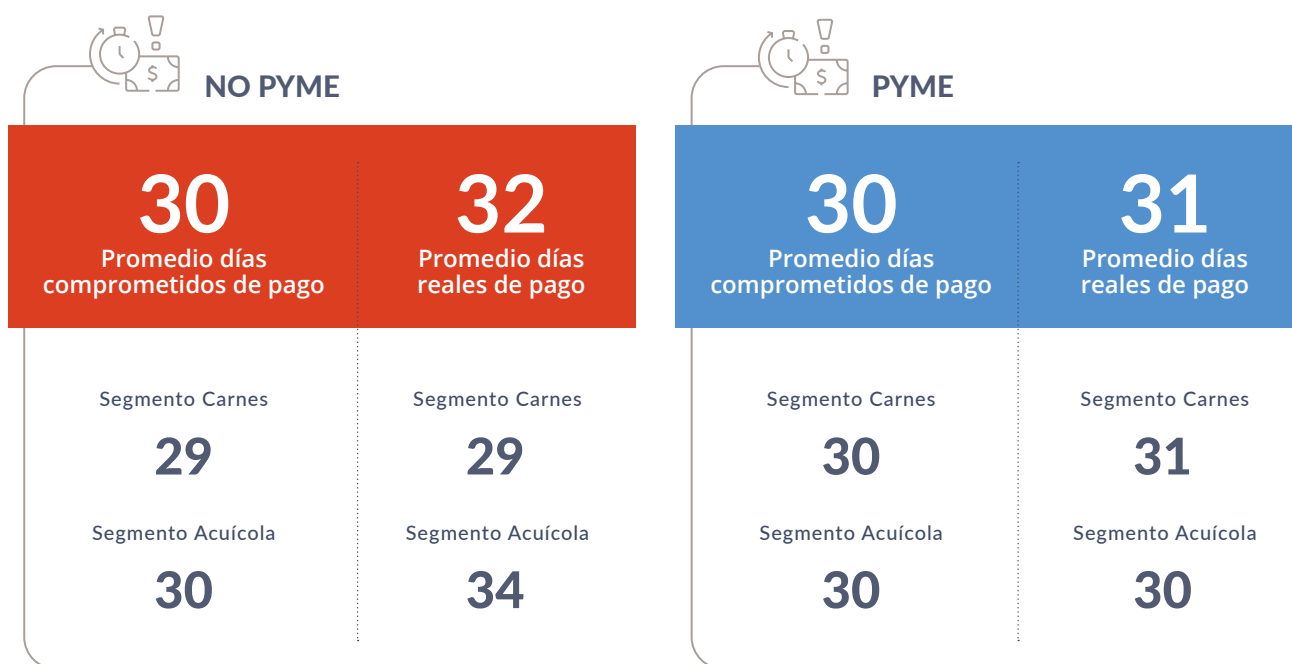 NO PYME
30
Promedio días
comprometidos de pago
32
Promedio días
reales de pago
Segmento Carnes
29
Segmento Carnes
29
Segmento Acuícola
30
Segmento Acuícola
34
PYME
30
Promedio días
comprometidos de pago
31
Promedio días
reales de pago
Segmento Carnes
30
Segmento Carnes
31
Segmento Acuícola
30
Segmento Acuícola
30